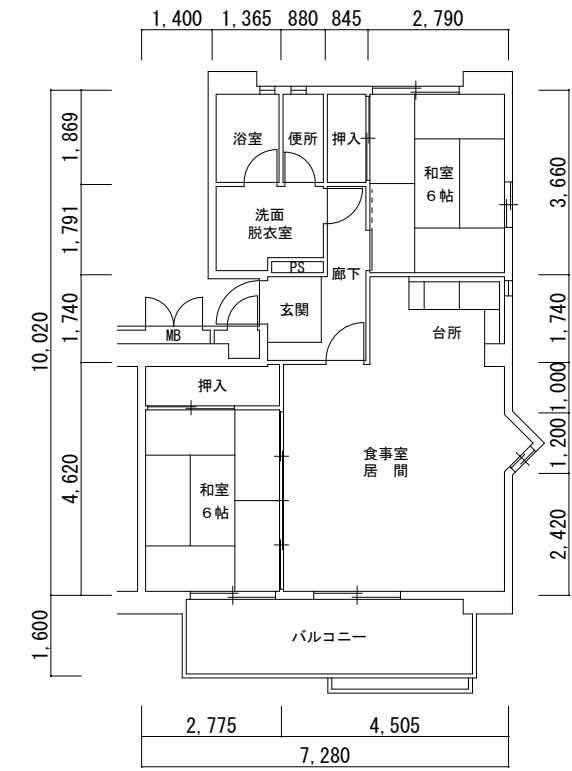 1,400
1,365
880
845
2,790
1,869
1,791
1,740
4,620
10,020
1,600
3,660
1,740
1,000
1,200
2,420
浴室
便所
押入
和室
6帖
洗面
脱衣室
PS
廊下
玄関
台所
MB
押入
食事室
居　間
和室
6帖
バルコニー
2,775
4,505
7,280